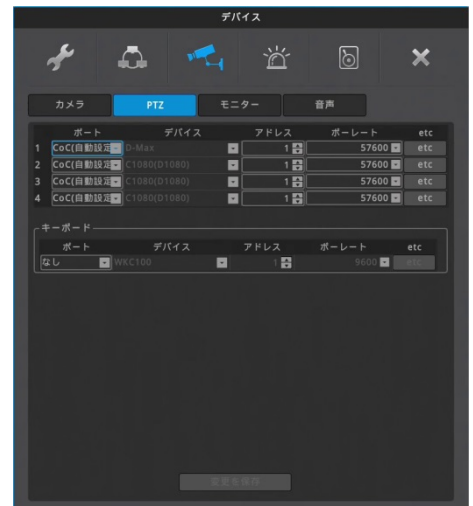 デバイス
カメラ PTZ モニター 音声
ポート デバイス アドレス ボーレート etc
1 CoC(自動設定 D-Max 1 57600 etc
2 CoC(自動設定 C1080(D1080) 1 57600 etc
3 CoC(自動設定 C1080(D1080) 1 57600 etc
4 CoC(自動設定 C1080(D1080) 1 57600 etc
キーボード
ポート デバイス アドレス ボーレート etc
なし WKC100 1 9600 etc
変更を保存